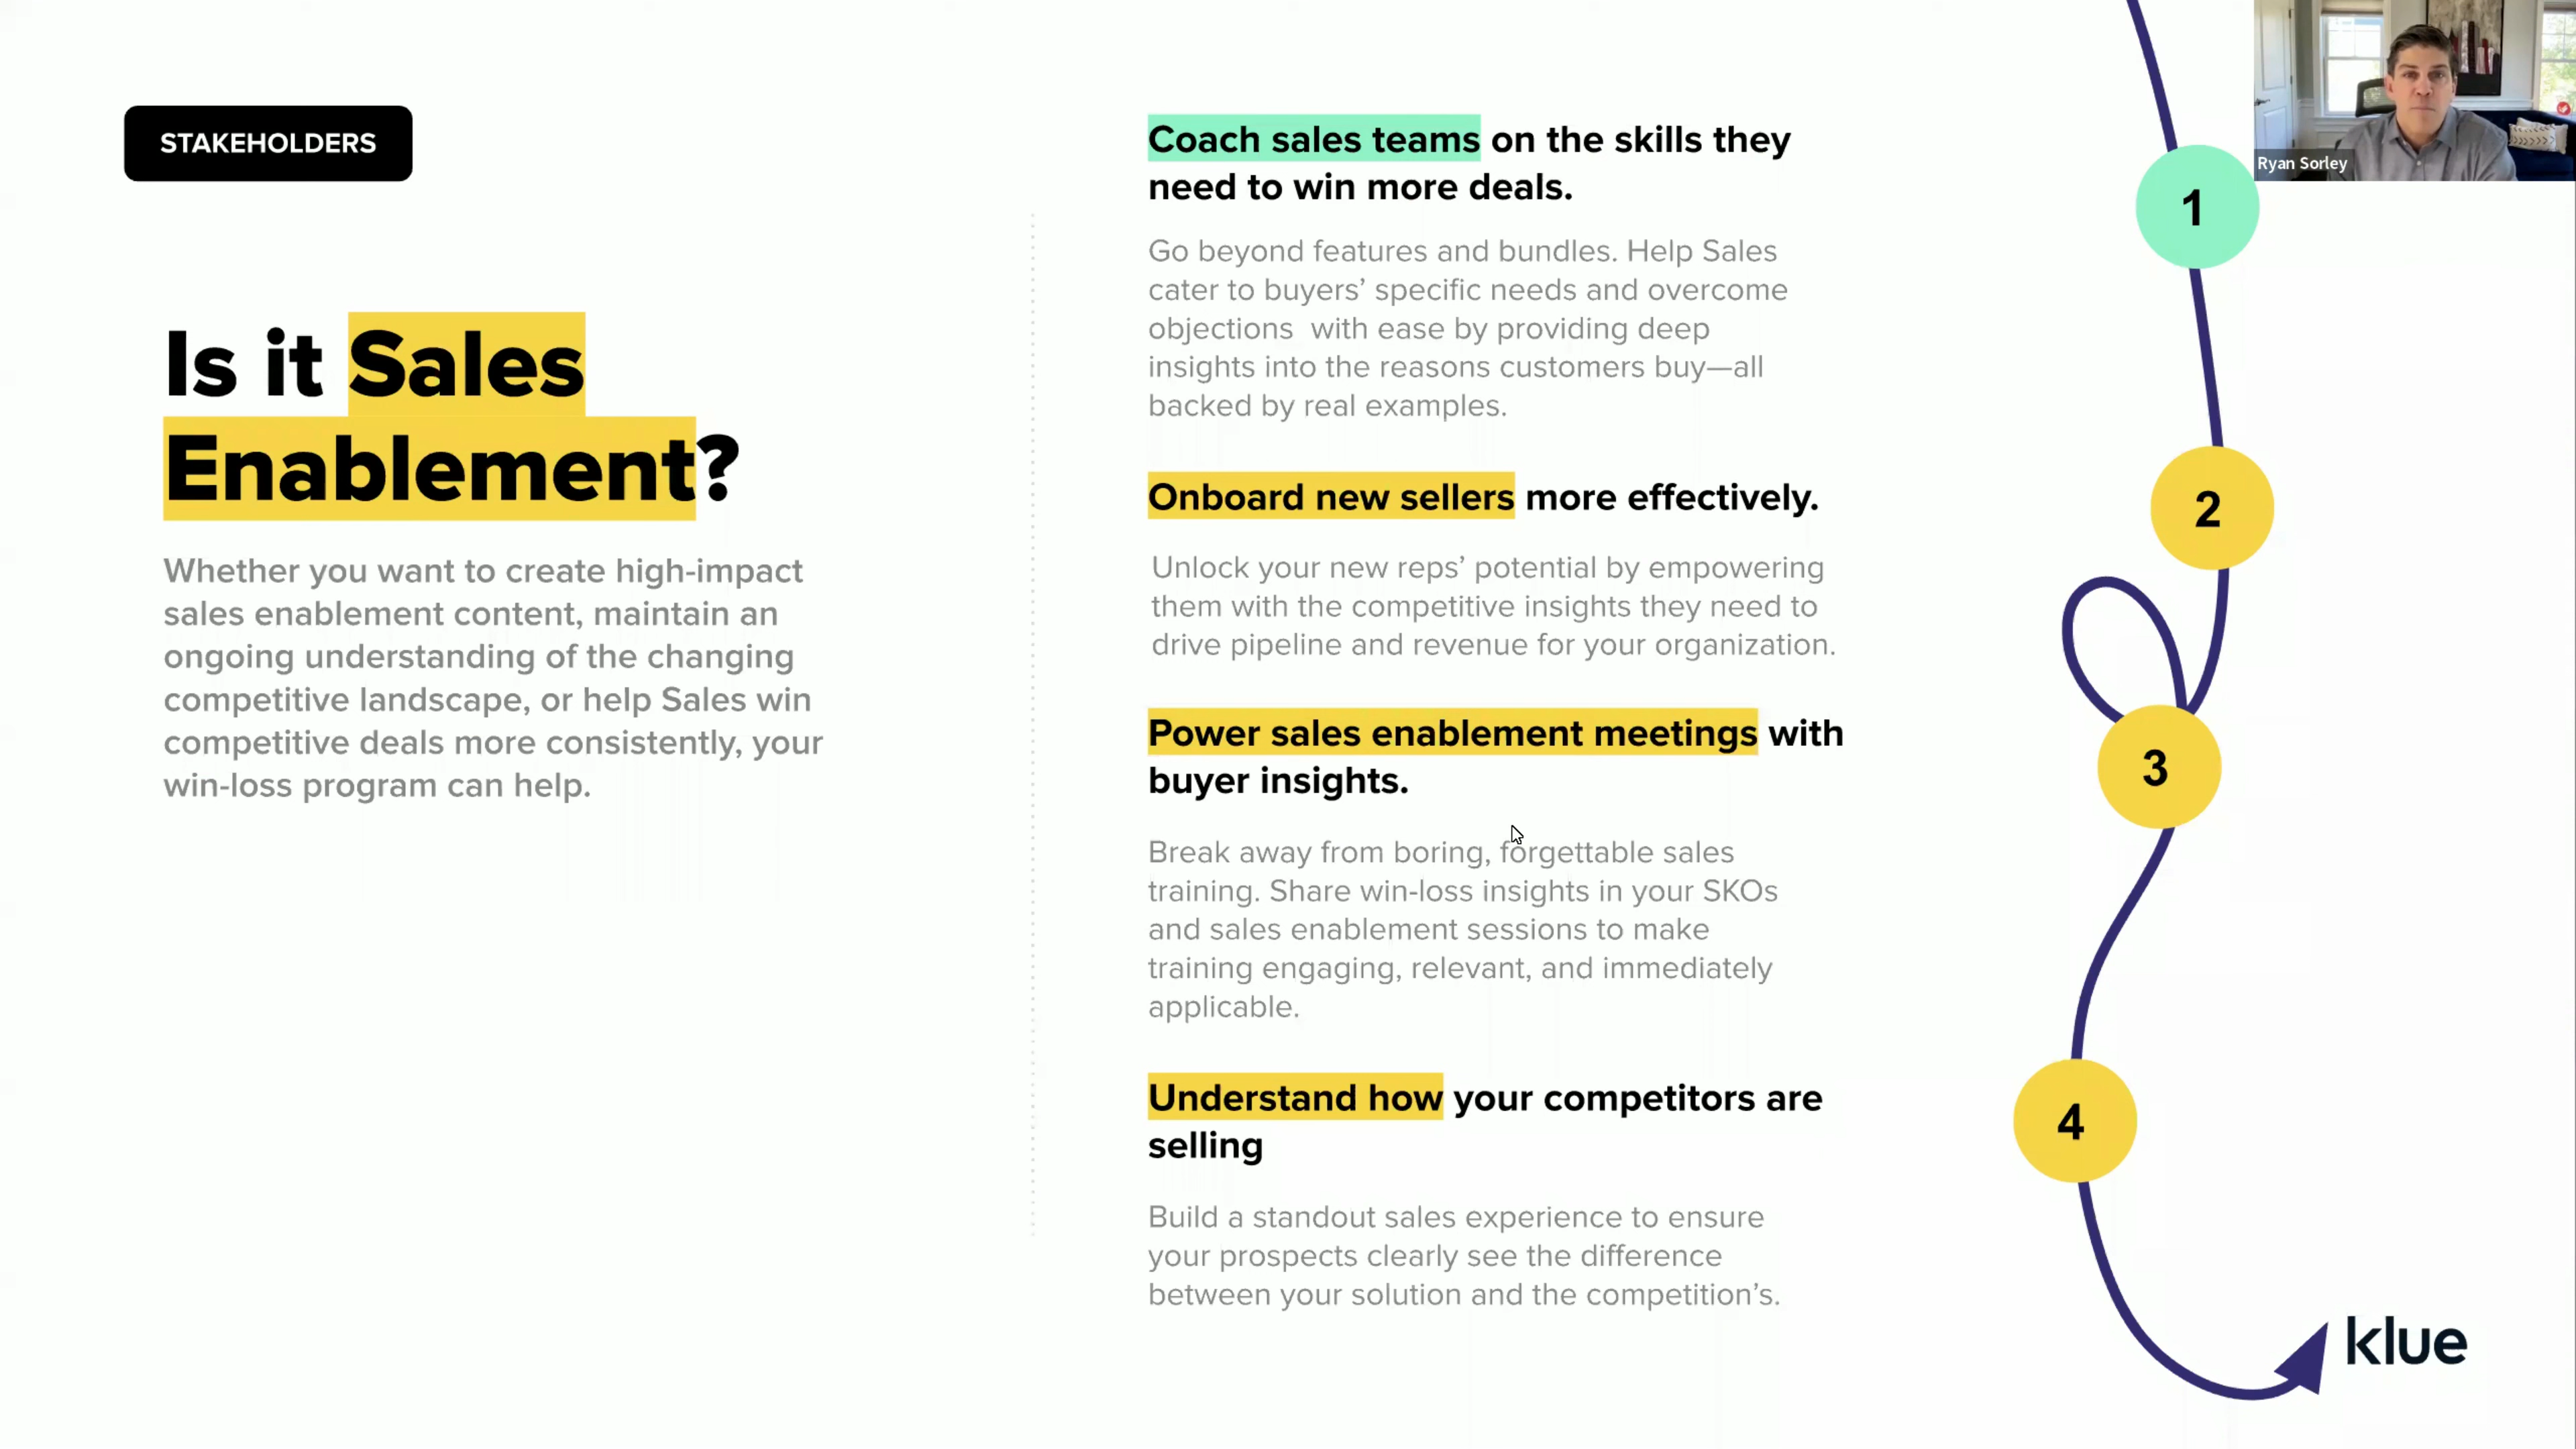 STAKEHOLDERS
Is it Sales
Enablement?
Whether you want to create high-impact
sales enablement content, maintain an
ongoing understanding of the changing
competitive landscape, or help Sales win
competitive deals more consistently, your
win-loss program can help.
Coach sales teams on the skills they
need to win more deals.
Go beyond features and bundles. Help Sales
cater to buyers’ specific needs and overcome
objections  with ease by providing deep
insights into the reasons customers buy—all
backed by real examples.
Onboard new sellers more effectively.
Unlock your new reps’ potential by empowering
them with the competitive insights they need to
drive pipeline and revenue for your organization.
Power sales enablement meetings with
buyer insights.
Break away from boring, forgettable sales
training. Share win-loss insights in your SKOs
and sales enablement sessions to make
training engaging, relevant, and immediately
applicable.
Understand how your competitors are
selling
Build a standout sales experience to ensure
your prospects clearly see the difference
between your solution and the competition’s.
1
2
3
4
Ryan Sorley
klue